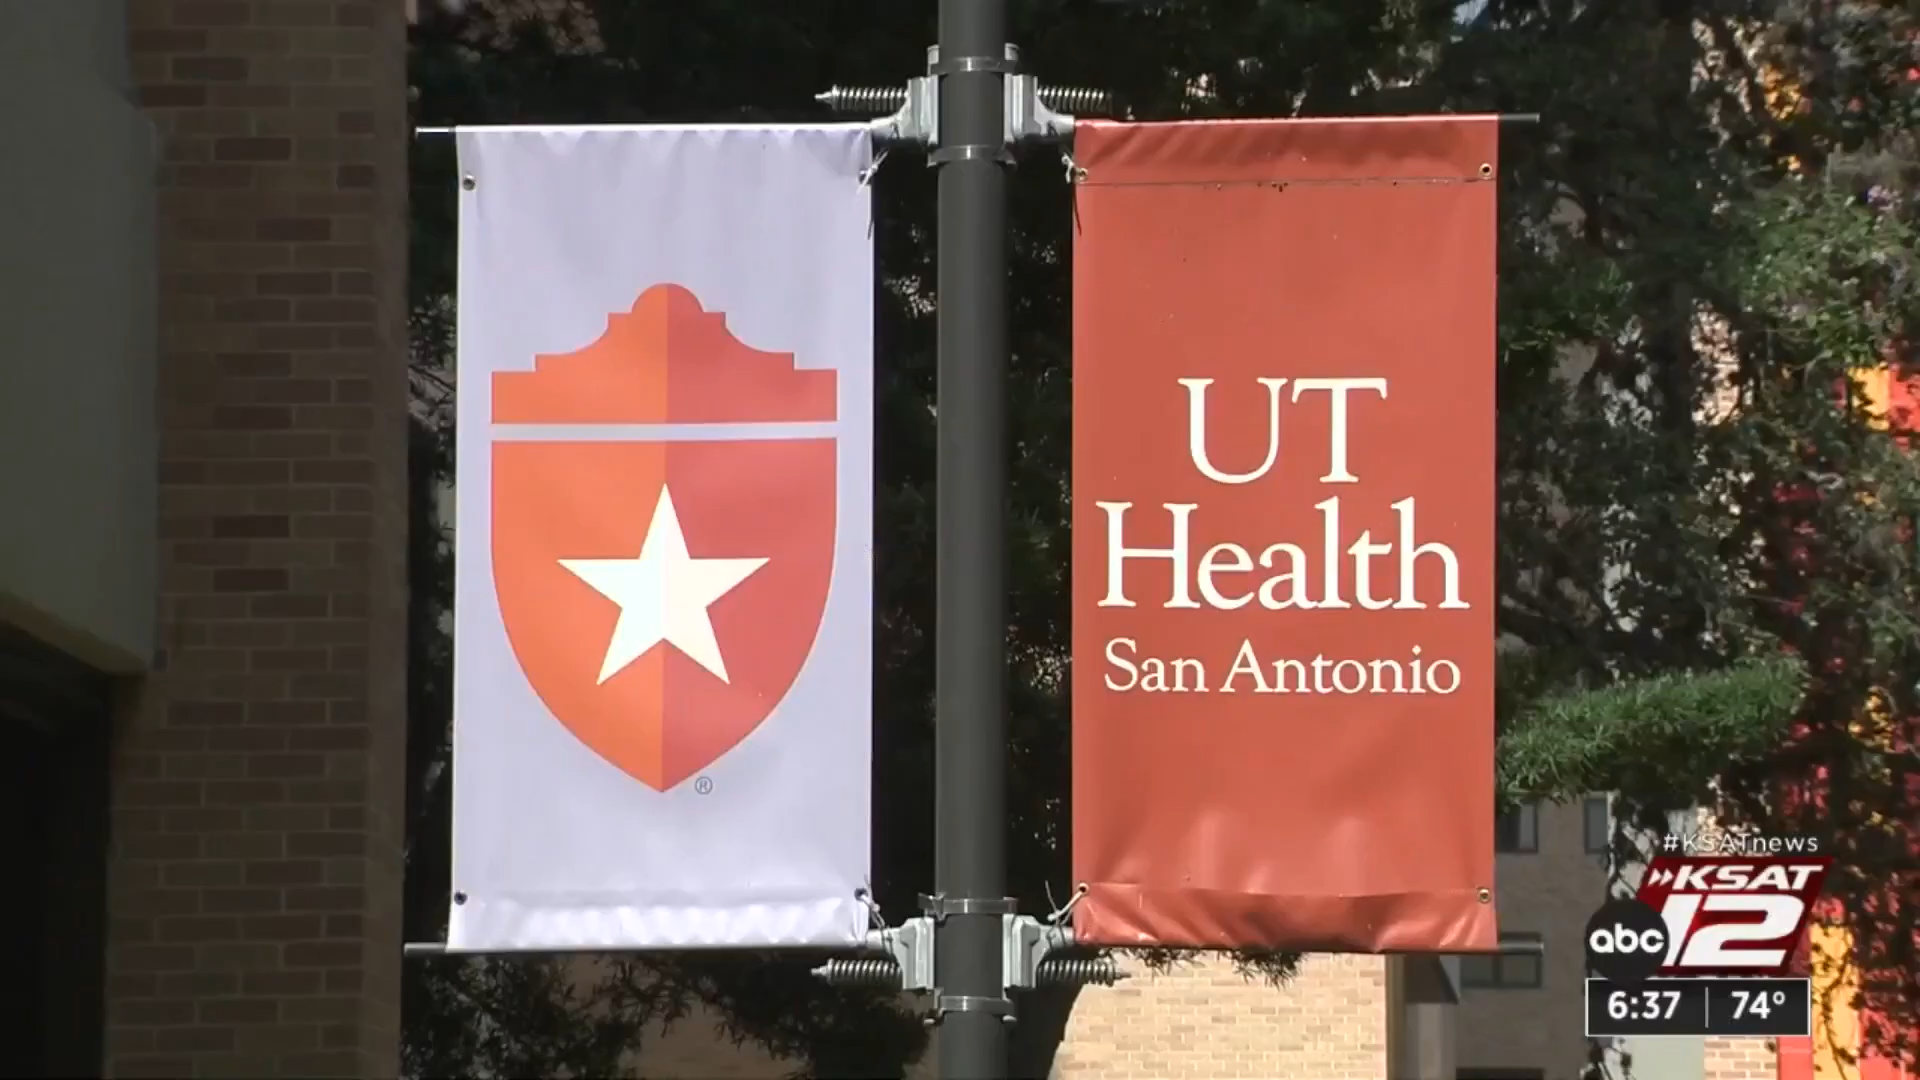 UT
Health
San Antonio
®
#KSATnews
KSAT
abc 12
6:37 74°